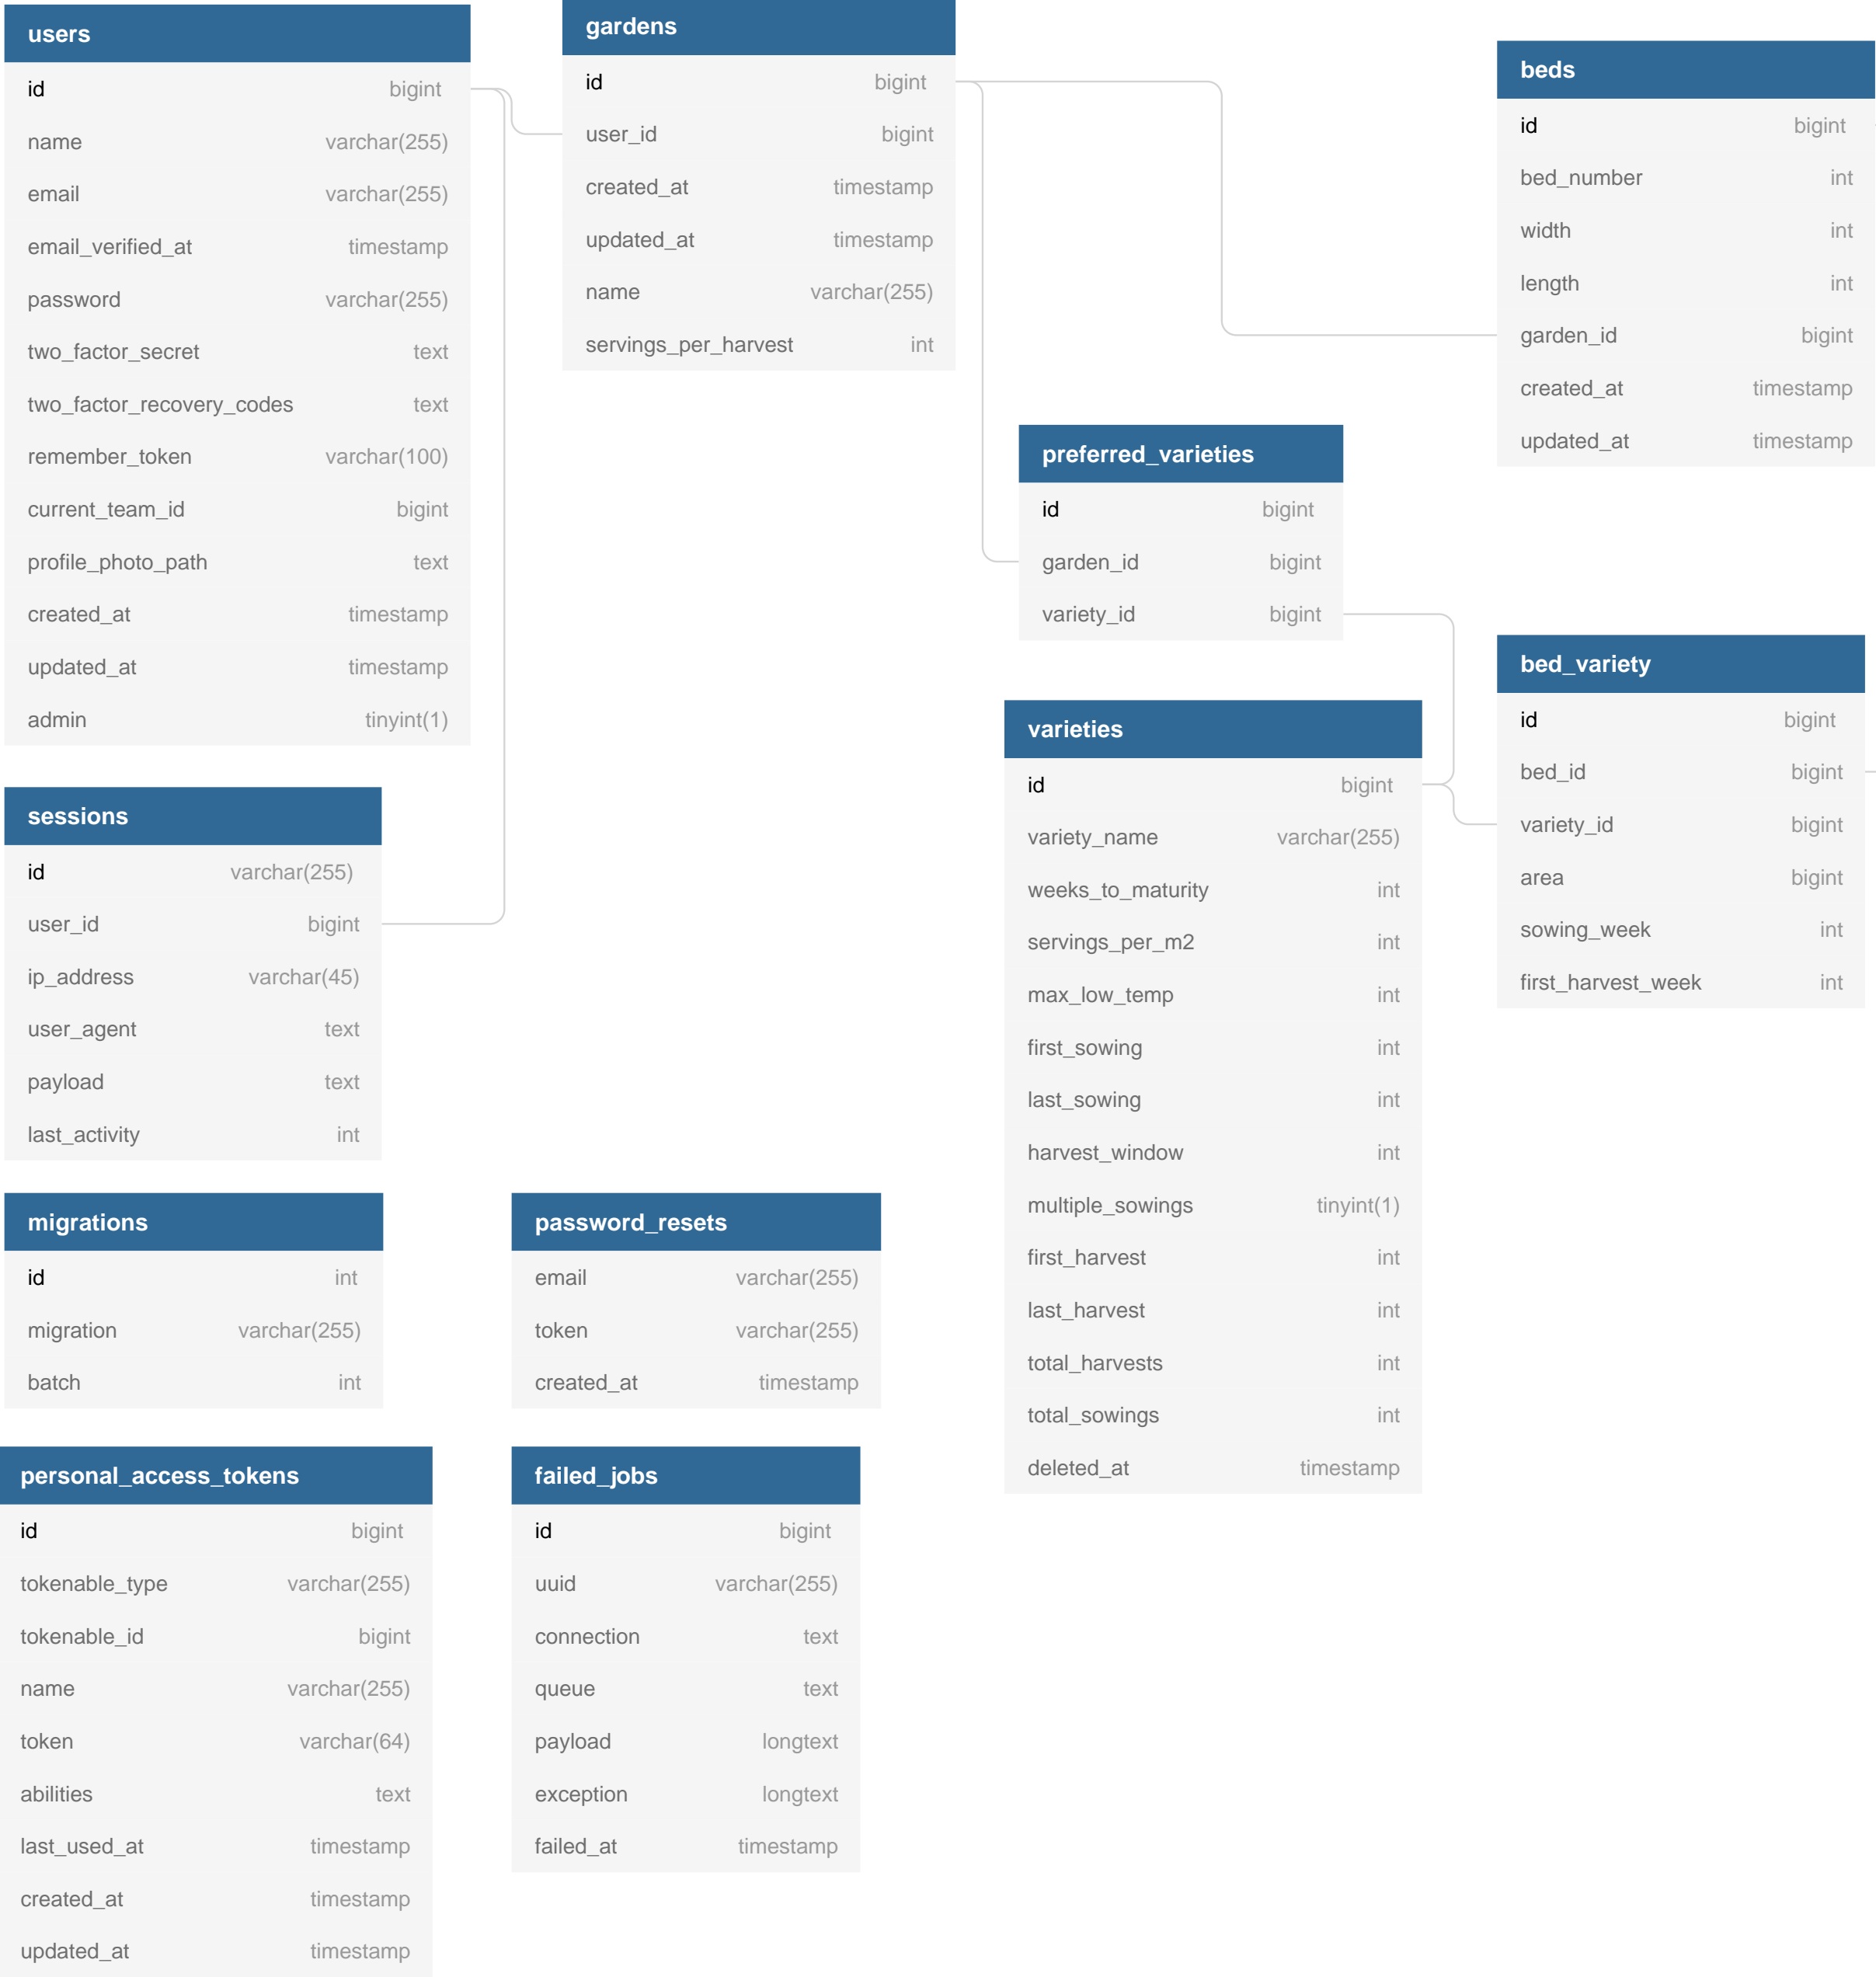 users
id bigint
name varchar(255)
email varchar(255)
email_verified_at timestamp
password varchar(255)
two_factor_secret text
two_factor_recovery_codes text
remember_token varchar(100)
current_team_id bigint
profile_photo_path text
created_at timestamp
updated_at timestamp
admin tinyint(1)
gardens
id bigint
user_id bigint
created_at timestamp
updated_at timestamp
name varchar(255)
servings_per_harvest int
beds
id bigint
bed_number int
width int
length int
garden_id bigint
created_at timestamp
updated_at timestamp
preferred_varieties
id bigint
garden_id bigint
variety_id bigint
bed_variety
id bigint
bed_id bigint
variety_id bigint
area bigint
sowing_week int
first_harvest_week int
varieties
id bigint
variety_name varchar(255)
weeks_to_maturity int
servings_per_m2 int
max_low_temp int
first_sowing int
last_sowing int
harvest_window int
multiple_sowings tinyint(1)
first_harvest int
last_harvest int
total_harvests int
total_sowings int
deleted_at timestamp
sessions
id varchar(255)
user_id bigint
ip_address varchar(45)
user_agent text
payload text
last_activity int
migrations
id int
migration varchar(255)
batch int
password_resets
email varchar(255)
token varchar(255)
created_at timestamp
personal_access_tokens
id bigint
tokenable_type varchar(255)
tokenable_id bigint
name varchar(255)
token varchar(64)
abilities text
last_used_at timestamp
created_at timestamp
updated_at timestamp
failed_jobs
id bigint
uuid varchar(255)
connection text
queue text
payload longtext
exception longtext
failed_at timestamp